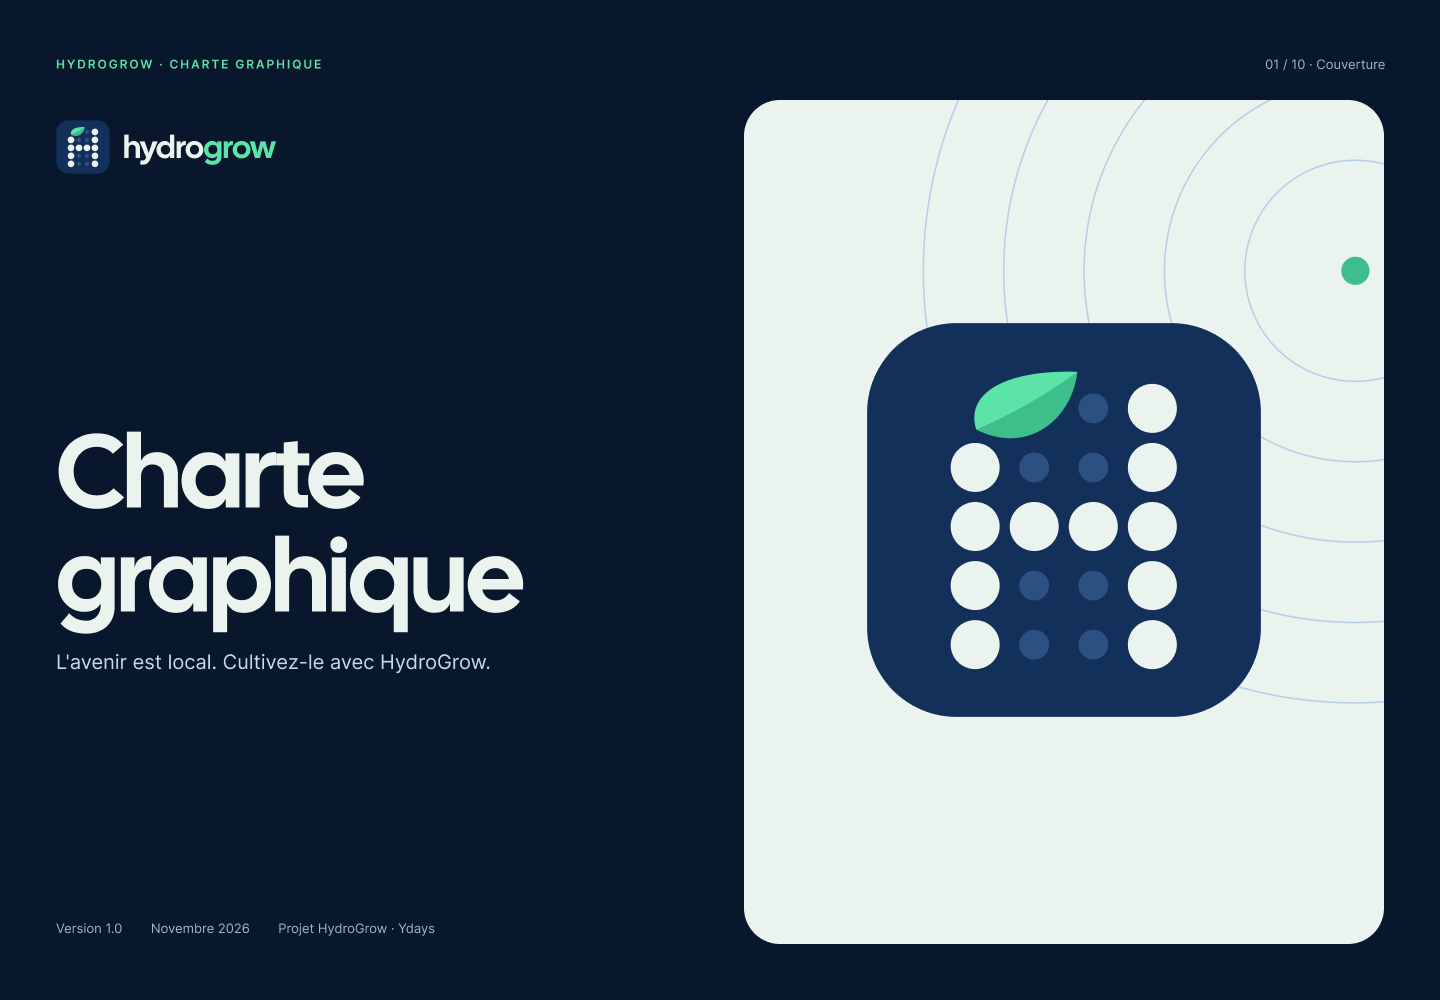 HYDROGROW · CHARTE GRAPHIQUE
01 / 10 · Couverture
hydrogrow
Charte
graphique
L'avenir est local. Cultivez-le avec HydroGrow.
Version 1.0 Novembre 2026 Projet HydroGrow · Ydays